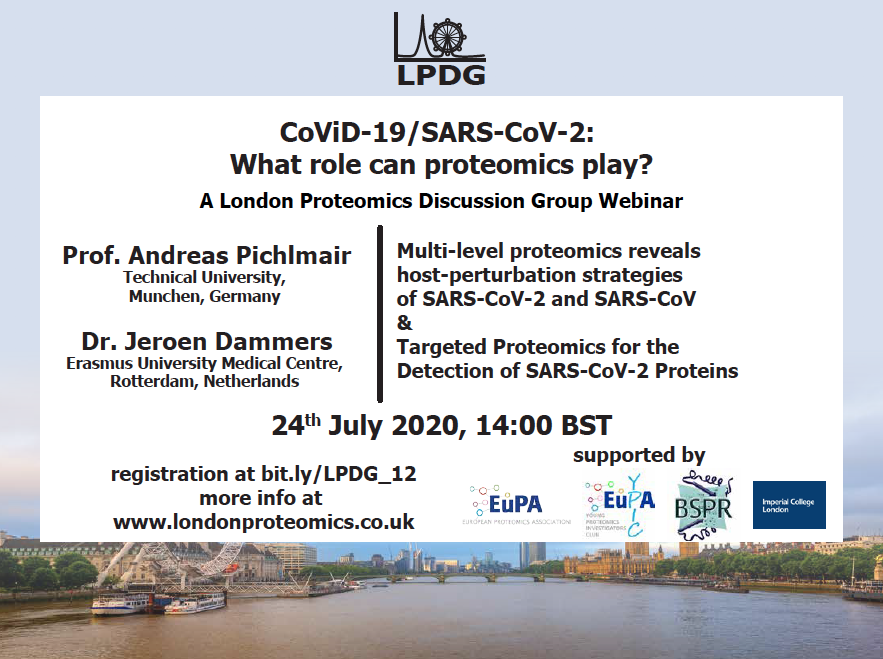 LPDG
CoViD-19/SARS-CoV-2:
What role can proteomics play?
A London Proteomics Discussion Group Webinar
Prof. Andreas Pichlmair
Technical University,
Munchen, Germany
Dr. Jeroen Dammers
Erasmus University Medical Centre,
Rotterdam, Netherlands
Multi-level proteomics reveals
host-perturbation strategies
of SARS-CoV-2 and SARS-CoV
&
Targeted Proteomics for the
Detection of SARS-CoV-2 Proteins
24th July 2020, 14:00 BST
supported by
registration at bit.ly/LPDG_12
more info at
www.londonproteomics.co.uk
EuPA
EUROPEAN PROTEOMICS ASSOCIATION
EuPA
YPIC
YOUNG
PROTEOMICS
INVESTIGATORS
CLUB
BSPR
Imperial College
London